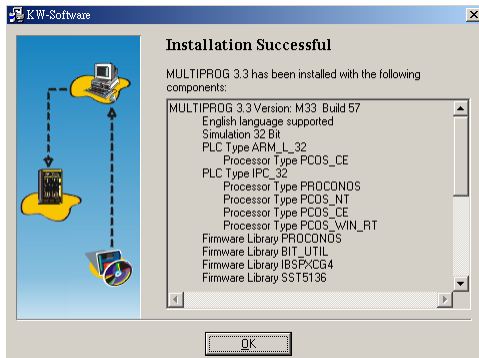 KW-Software
Installation Successful
MULTIPROG 3.3 has been installed with the following
components:
MULTIPROG 3.3 Version: M33 Build 57
English language supported
Simulation 32 Bit
PLC Type ARM_L_32
Processor Type PCOS_CE
PLC Type IPC_32
Processor Type PROCONOS
Processor Type PCOS_NT
Processor Type PCOS_CE
Processor Type PCOS_WIN_RT
Firmware Library PROCONOS
Firmware Library BIT_UTIL
Firmware Library IBSPXCG4
Firmware Library SST5136
OK